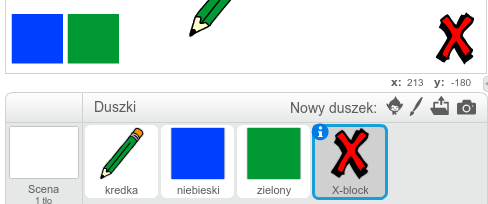 x: 213 y: -180
Duszki
Nowy duszek:
Scena
1 tło
kredka
niebieski
zielony
X-block